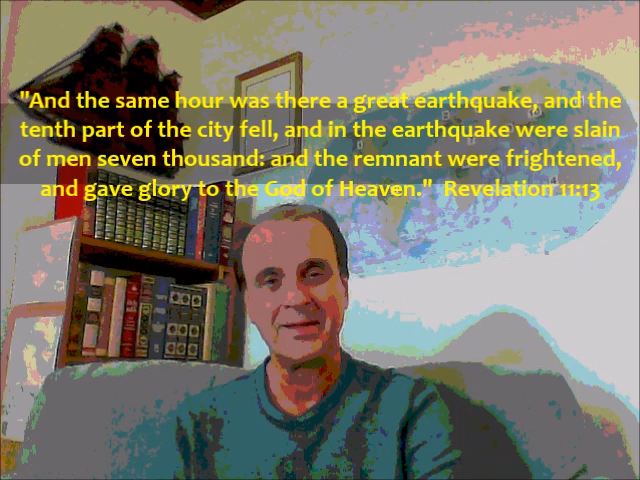 "And the same hour was there a great earthquake, and the
tenth part of the city fell, and in the earthquake were slain
of men seven thousand: and the remnant were frightened,
and gave glory to the God of Heaven."  Revelation 11:13